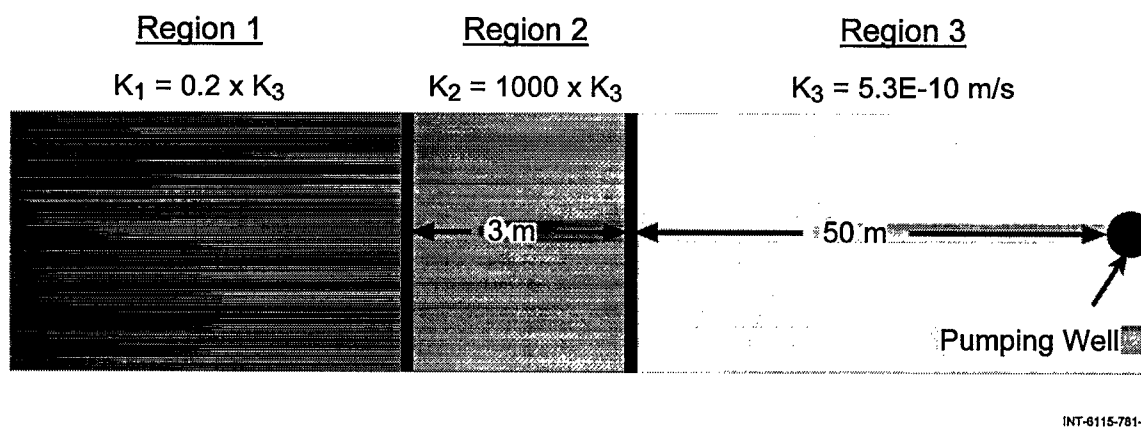 Region 1
Region 2
Region 3
K₁ = 0.2 x K₃
K₂ = 1000 x K₃
K₃ = 5.3E-10 m/s
3 m
50 m
Pumping Well
INT-6115-781-